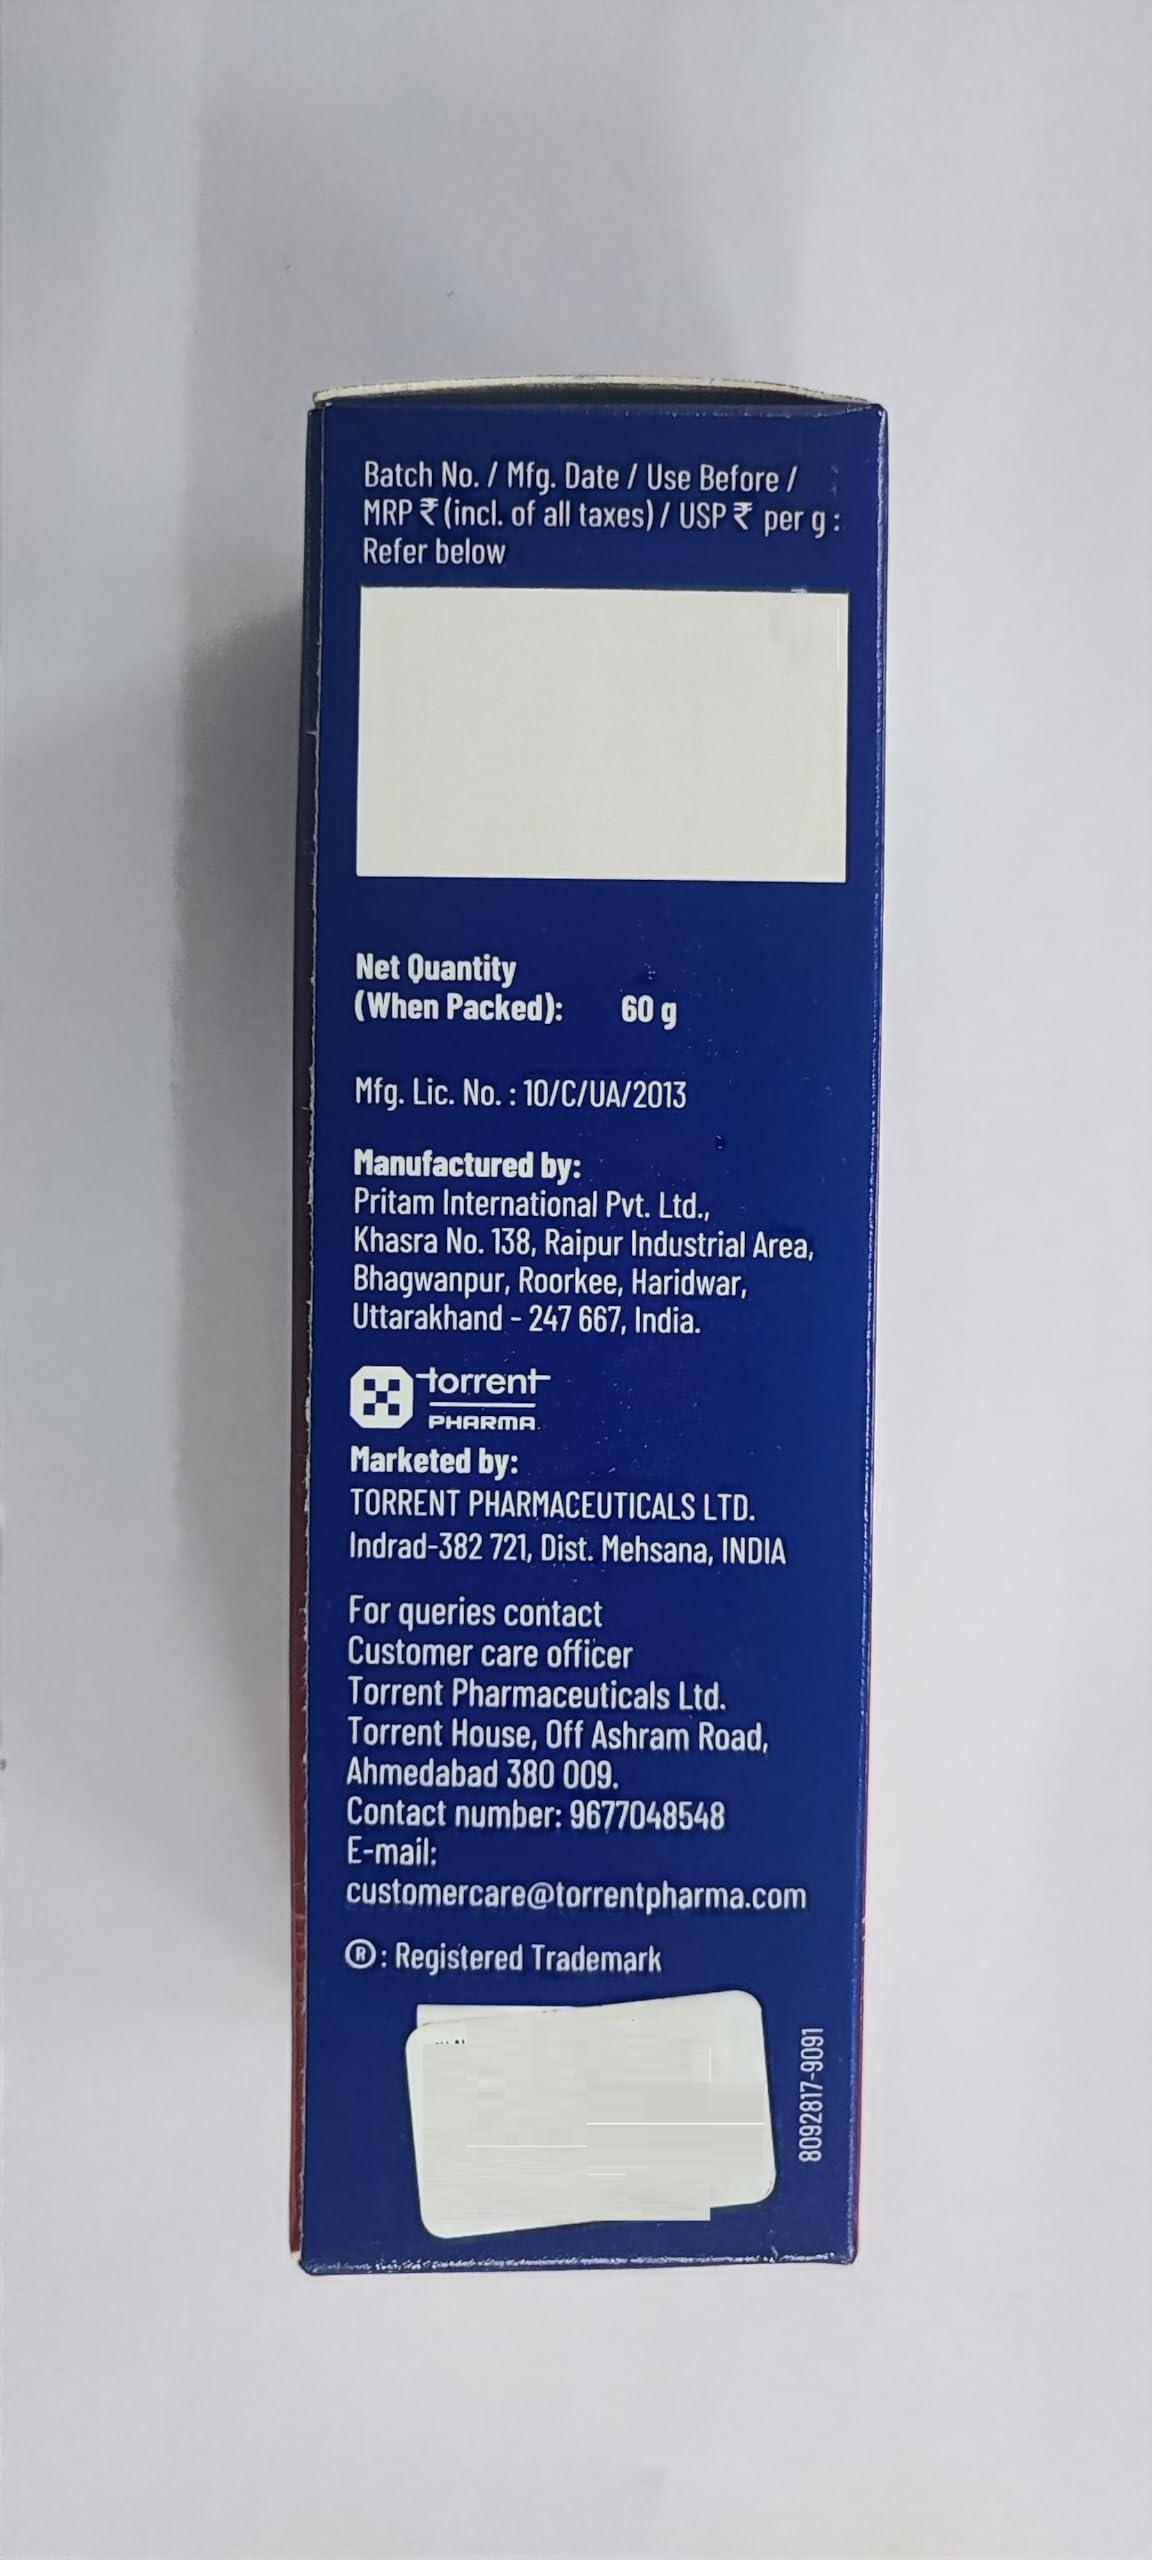 Batch No. / Mfg. Date / Use Before /
MRP ₹ (incl. of all taxes) / USP ₹ per g :
Refer below
Net Quantity
(When Packed): 60 g
Mfg. Lic. No. : 10/C/UA/2013
Manufactured by:
Pritam International Pvt. Ltd.,
Khasra No. 138, Raipur Industrial Area,
Bhagwanpur, Roorkee, Haridwar,
Uttarakhand - 247 667, India.
torrent
PHARMA
Marketed by:
TORRENT PHARMACEUTICALS LTD.
Indrad-382 721, Dist. Mehsana, INDIA
For queries contact
Customer care officer
Torrent Pharmaceuticals Ltd.
Torrent House, Off Ashram Road,
Ahmedabad 380 009.
Contact number: 9677048548
E-mail:
customercare@torrentpharma.com
®: Registered Trademark
8092817-9091